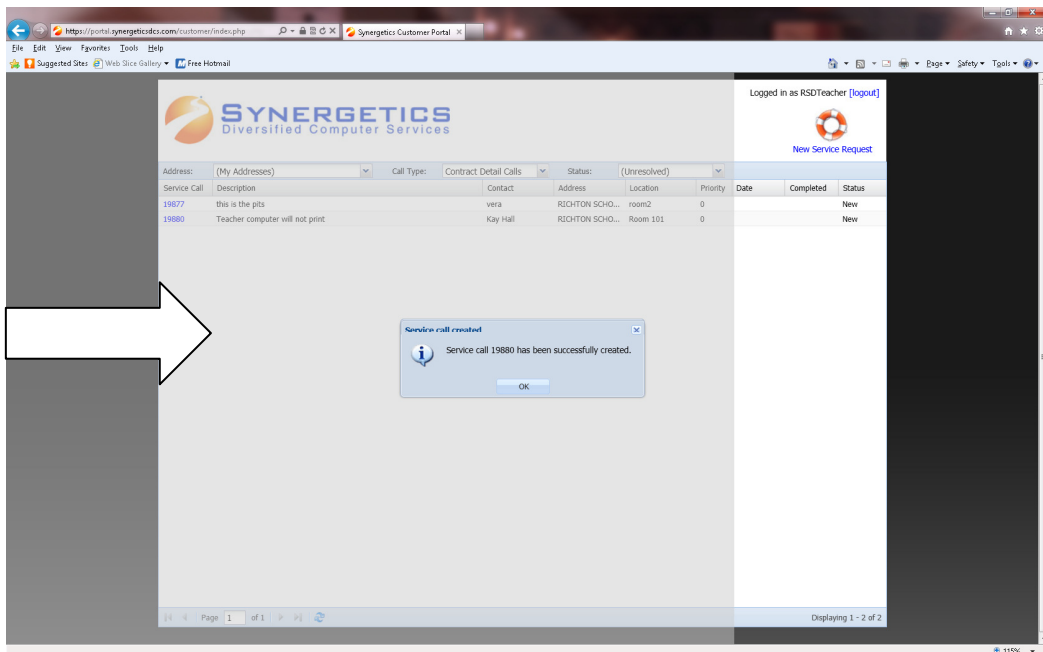 https://portal.synergeticsdcs.com/customer/index.php
Synergetics Customer Portal
File Edit View Favorites Tools Help
Suggested Sites Web Slice Gallery Free Hotmail
Page Safety Tools
Logged in as RSDTeacher [logout]
SYNERGETICS
Diversified Computer Services
New Service Request
Address: (My Addresses) Call Type: Contract Detail Calls Status: (Unresolved)
Service Call Description Contact Address Location Priority Date Completed Status
19877 this is the pits vera RICHTON SCHO... room2 0 New
19880 Teacher computer will not print Kay Hall RICHTON SCHO... Room 101 0 New
Service call created
Service call 19880 has been successfully created.
OK
Page 1 of 1 Displaying 1 - 2 of 2
115%